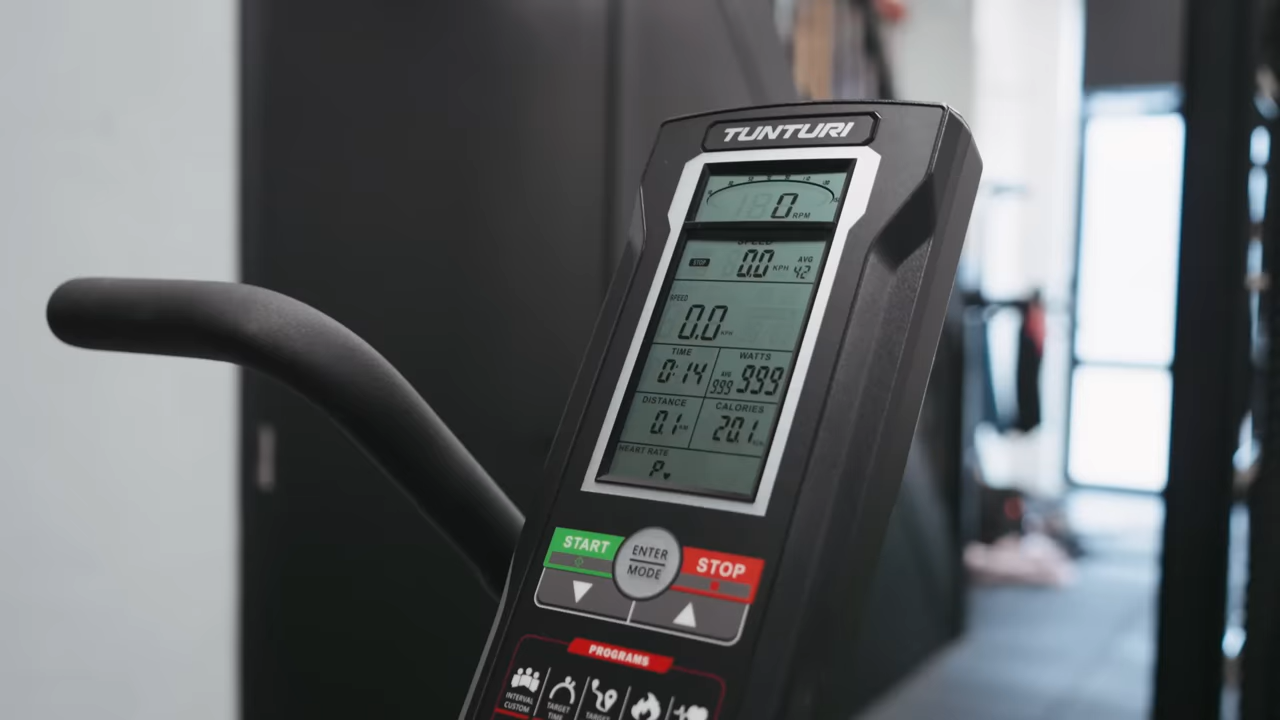 TUNTURI
0 RPM
SPEED
STOP 0.0 KPH AVG 42
SPEED
0.0 KPH
TIME WATTS
0:14 AVG 999 999
DISTANCE CALORIES
0.1 KM 20.1
HEART RATE
P
START ENTER MODE STOP
PROGRAMS
INTERVAL CUSTOM
TARGET TIME
TARGET